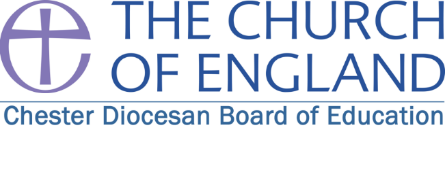 THE CHURCH
OF ENGLAND
Chester Diocesan Board of Education